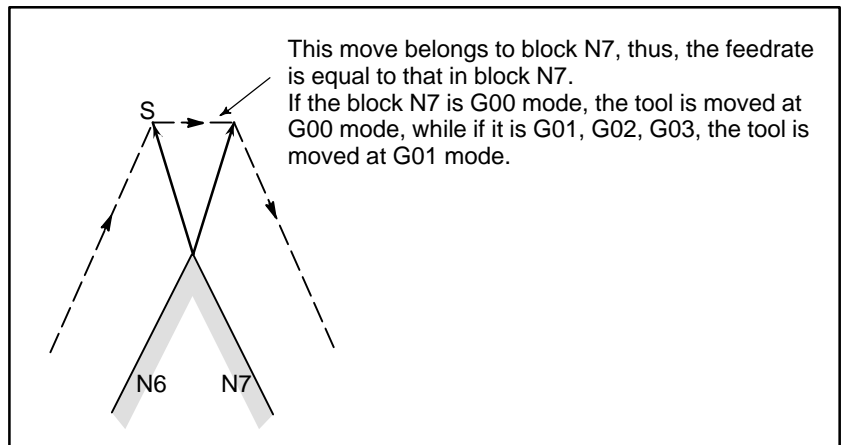 This move belongs to block N7, thus, the feedrate
is equal to that in block N7.
If the block N7 is G00 mode, the tool is moved at
G00 mode, while if it is G01, G02, G03, the tool is
moved at G01 mode.
S
N6
N7